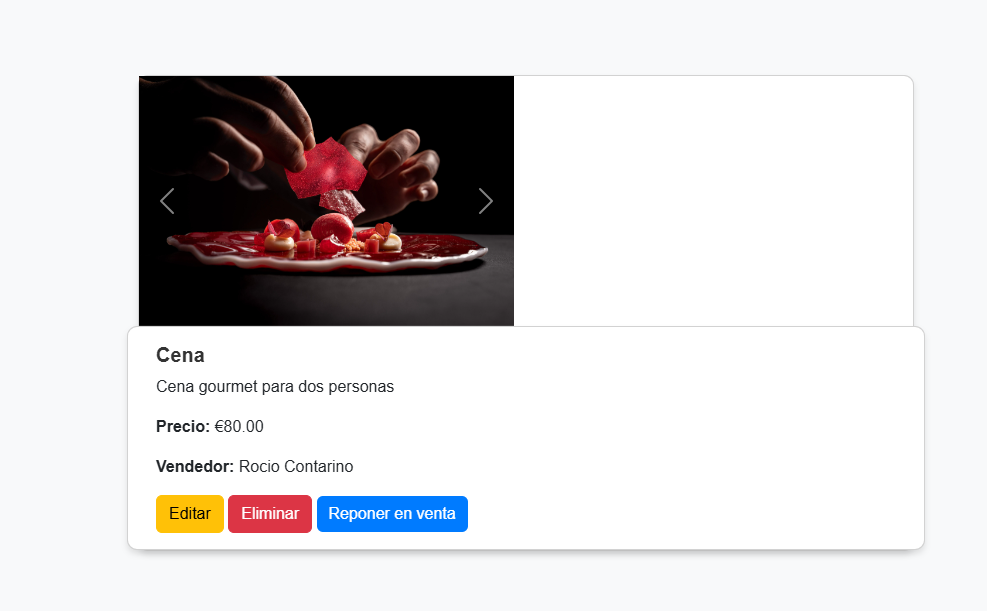 Cena
Cena gourmet para dos personas
Precio: €80.00
Vendedor: Rocio Contarino
Editar Eliminar Reponer en venta